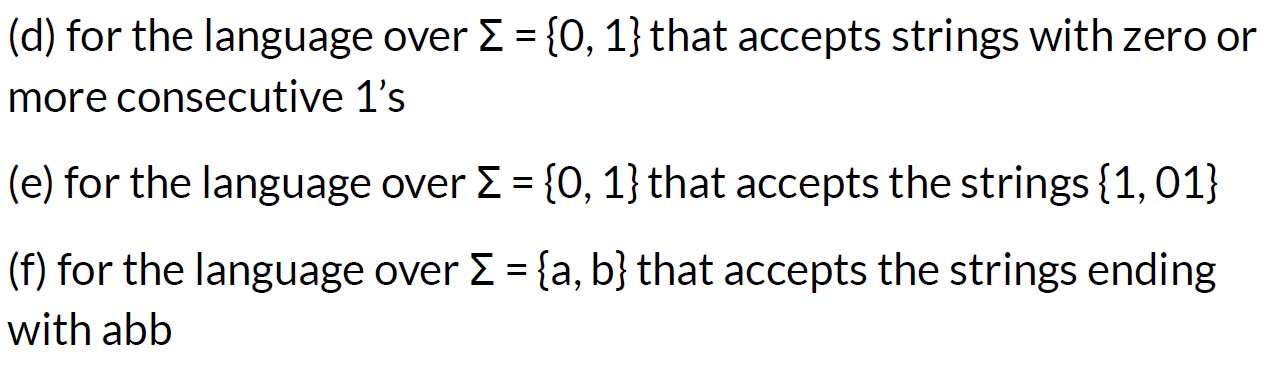 (d) for the language over Σ = {0, 1} that accepts strings with zero or
more consecutive 1’s
(e) for the language over Σ = {0, 1} that accepts the strings {1, 01}
(f) for the language over Σ = {a, b} that accepts the strings ending
with abb